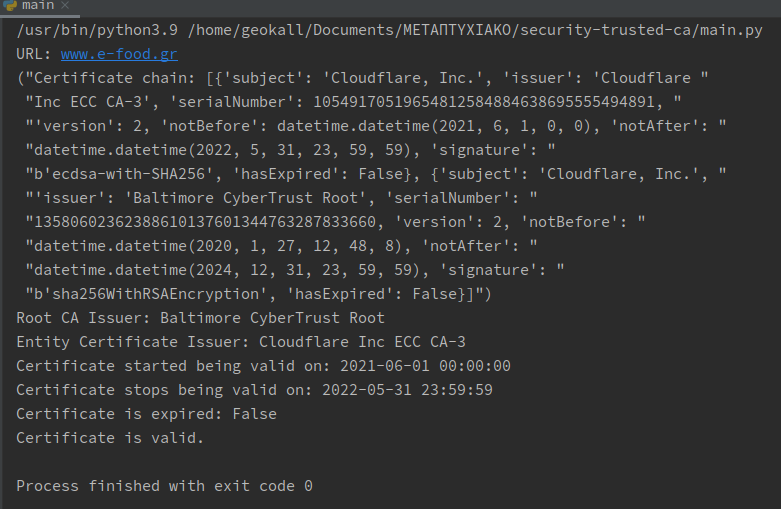 main
/usr/bin/python3.9 /home/geokall/Documents/ΜΕΤΑΠΤΥΧΙΑΚΟ/security-trusted-ca/main.py
URL: www.e-food.gr
("Certificate chain: [{'subject': 'Cloudflare, Inc.', 'issuer': 'Cloudflare "
"Inc ECC CA-3', 'serialNumber': 10549170519654812584884638695555494891, "
"'version': 2, 'notBefore': datetime.datetime(2021, 6, 1, 0, 0), 'notAfter': "
"datetime.datetime(2022, 5, 31, 23, 59, 59), 'signature': "
"b'ecdsa-with-SHA256', 'hasExpired': False}, {'subject': 'Cloudflare, Inc.', "
"'issuer': 'Baltimore CyberTrust Root', 'serialNumber': "
"13580602362388610137601344763287833660, 'version': 2, 'notBefore': "
"datetime.datetime(2020, 1, 27, 12, 48, 8), 'notAfter': "
"datetime.datetime(2024, 12, 31, 23, 59, 59), 'signature': "
"b'sha256WithRSAEncryption', 'hasExpired': False}]")
Root CA Issuer: Baltimore CyberTrust Root
Entity Certificate Issuer: Cloudflare Inc ECC CA-3
Certificate started being valid on: 2021-06-01 00:00:00
Certificate stops being valid on: 2022-05-31 23:59:59
Certificate is expired: False
Certificate is valid.
Process finished with exit code 0